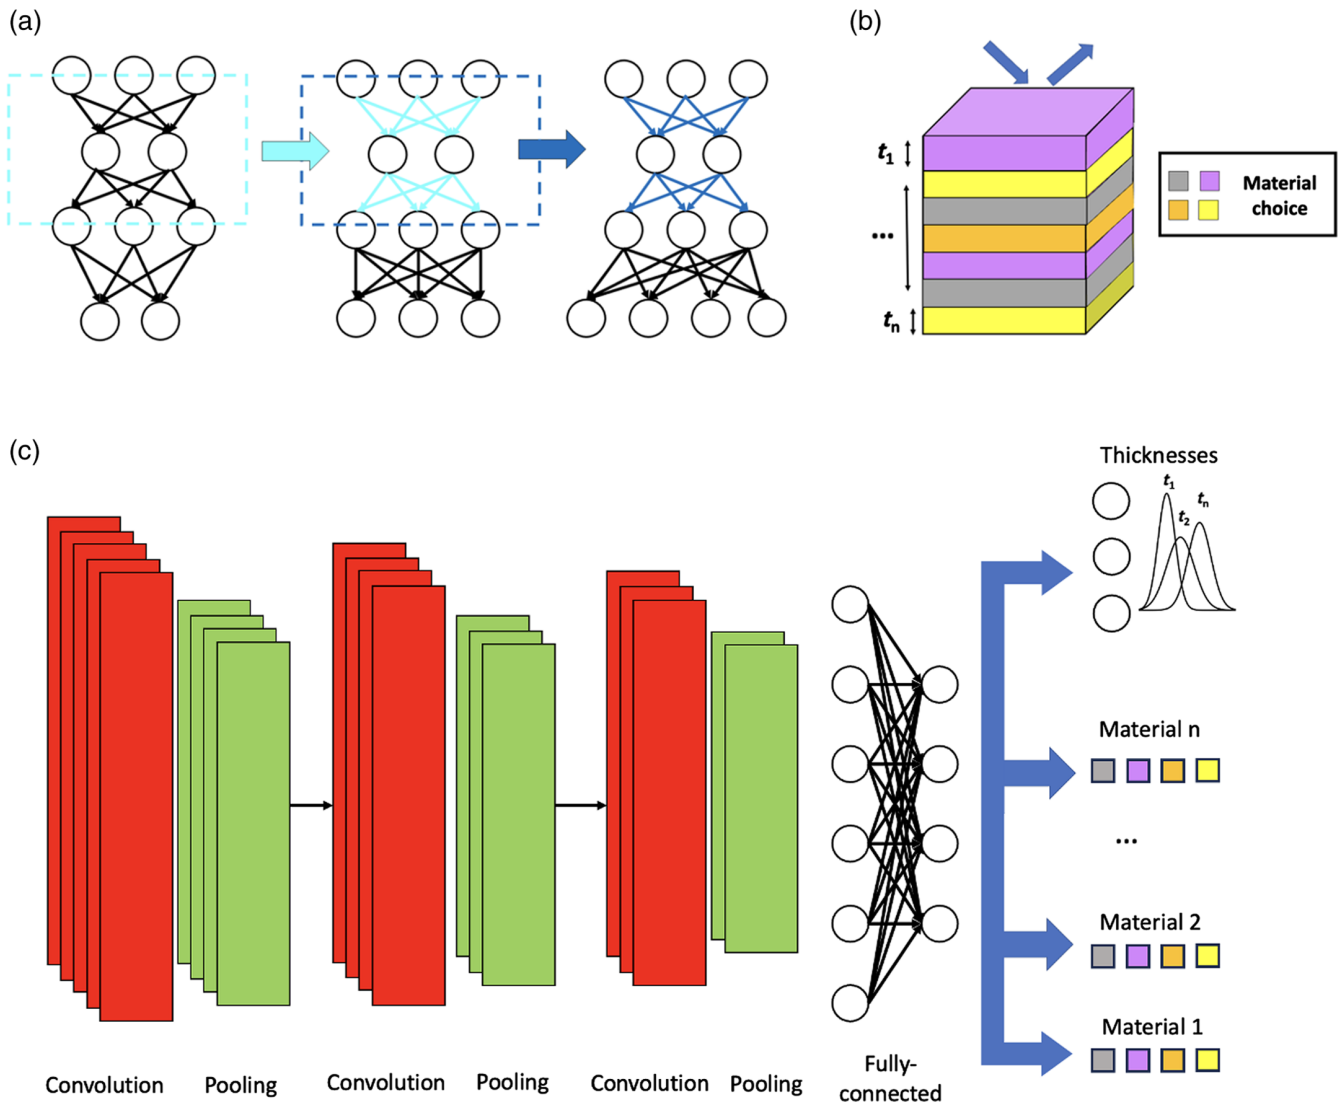 (a)
(b)
t1
...
tn
Material
choice
(c)
Thicknesses
t1
t2
tn
Material n
...
Material 2
Material 1
Convolution
Pooling
Convolution
Pooling
Convolution
Pooling
Fully-
connected